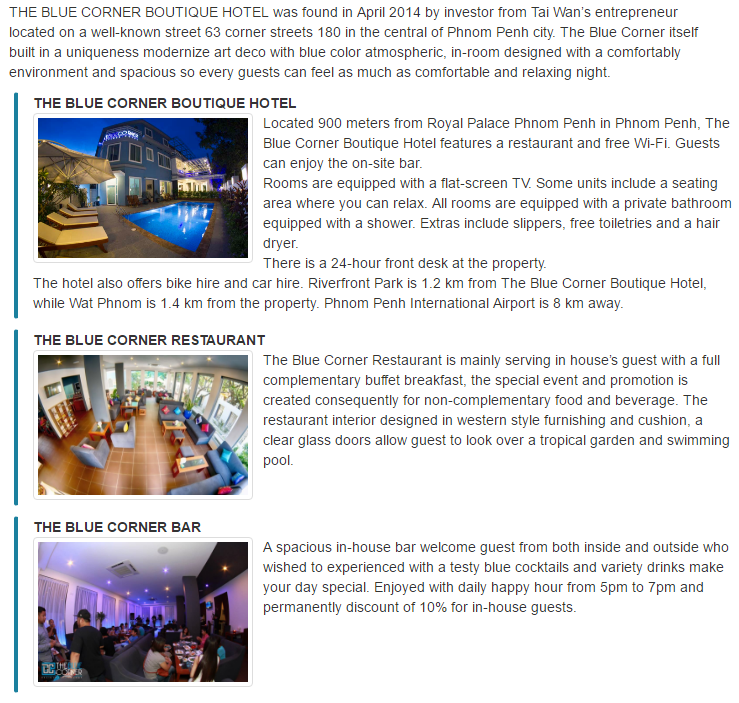 THE BLUE CORNER BOUTIQUE HOTEL was found in April 2014 by investor from Tai Wan's entrepreneur
located on a well-known street 63 corner streets 180 in the central of Phnom Penh city. The Blue Corner itself
built in a uniqueness modernize art deco with blue color atmospheric, in-room designed with a comfortably
environment and spacious so every guests can feel as much as comfortable and relaxing night.
THE BLUE CORNER BOUTIQUE HOTEL
Located 900 meters from Royal Palace Phnom Penh in Phnom Penh, The
Blue Corner Boutique Hotel features a restaurant and free Wi-Fi. Guests
can enjoy the on-site bar.
Rooms are equipped with a flat-screen TV. Some units include a seating
area where you can relax. All rooms are equipped with a private bathroom
equipped with a shower. Extras include slippers, free toiletries and a hair
dryer.
There is a 24-hour front desk at the property.
The hotel also offers bike hire and car hire. Riverfront Park is 1.2 km from The Blue Corner Boutique Hotel,
while Wat Phnom is 1.4 km from the property. Phnom Penh International Airport is 8 km away.
THE BLUE CORNER RESTAURANT
The Blue Corner Restaurant is mainly serving in house's guest with a full
complementary buffet breakfast, the special event and promotion is
created consequently for non-complementary food and beverage. The
restaurant interior designed in western style furnishing and cushion, a
clear glass doors allow guest to look over a tropical garden and swimming
pool.
THE BLUE CORNER BAR
A spacious in-house bar welcome guest from both inside and outside who
wished to experienced with a testy blue cocktails and variety drinks make
your day special. Enjoyed with daily happy hour from 5pm to 7pm and
permanently discount of 10% for in-house guests.